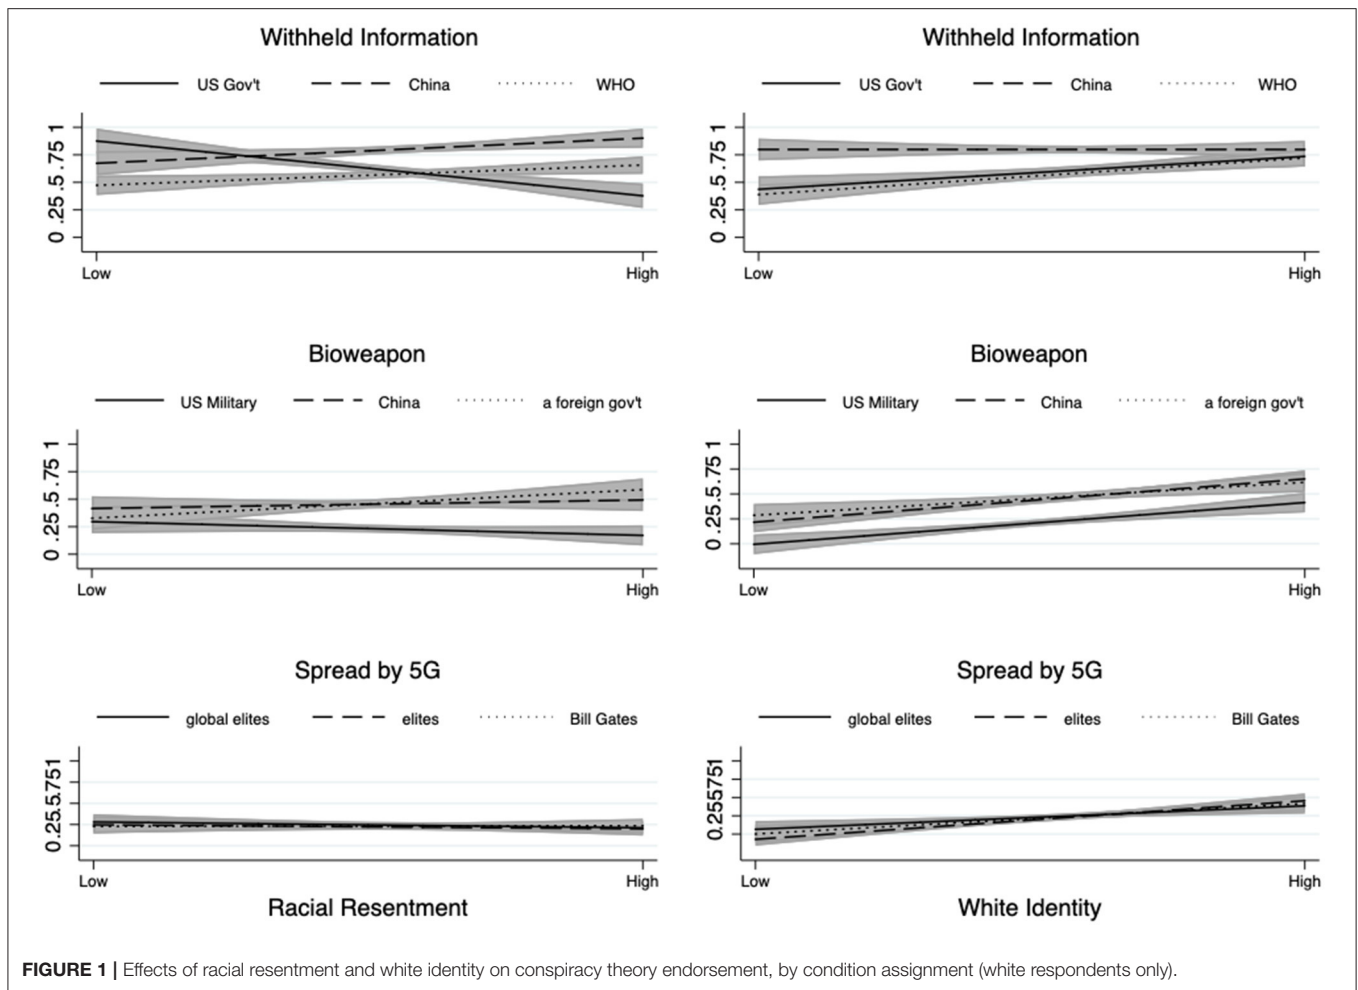 Withheld Information
US Gov't China WHO
0 .25 .5 .75 1
Low High
Withheld Information
US Gov't China WHO
0 .25 .5 .75 1
Low High
Bioweapon
US Military China a foreign gov't
0 .25 .5 .75 1
Low High
Bioweapon
US Military China a foreign gov't
0 .25 .5 .75 1
Low High
Spread by 5G
global elites elites Bill Gates
0.25.5.751
Low High
Racial Resentment
Spread by 5G
global elites elites Bill Gates
0.255751
Low High
White Identity
FIGURE 1 | Effects of racial resentment and white identity on conspiracy theory endorsement, by condition assignment (white respondents only).